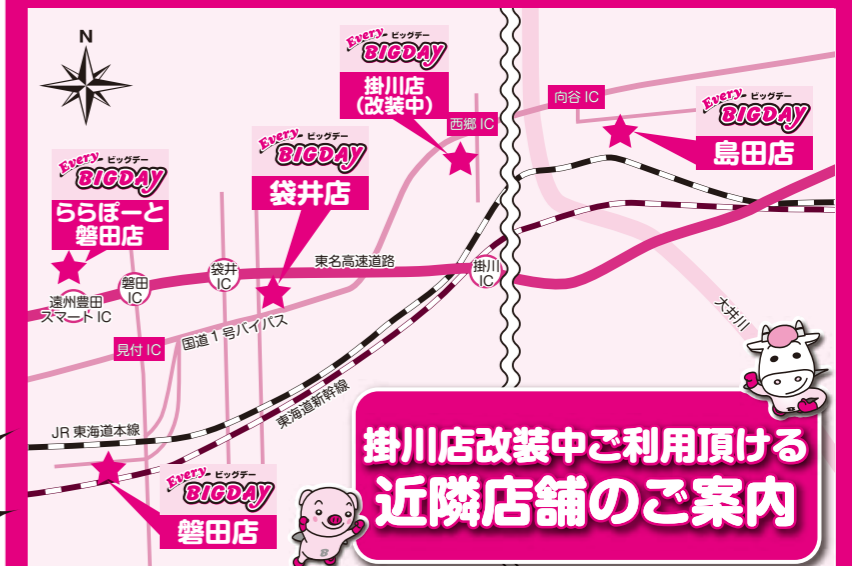 N
Every ビッグデー
BIGDAY
掛川店
(改装中)
西郷 IC
向谷 IC
Every ビッグデー
BIGDAY
島田店
Every ビッグデー
BIGDAY
袋井店
Every ビッグデー
BIGDAY
ららぽーと
磐田店
遠州豊田
スマート IC
磐田
IC
袋井
IC
東名高速道路
掛川
IC
国道1号バイパス
見付 IC
大井川
東海道新幹線
JR 東海道本線
Every ビッグデー
BIGDAY
磐田店
掛川店改装中ご利用頂ける
近隣店舗のご案内
B